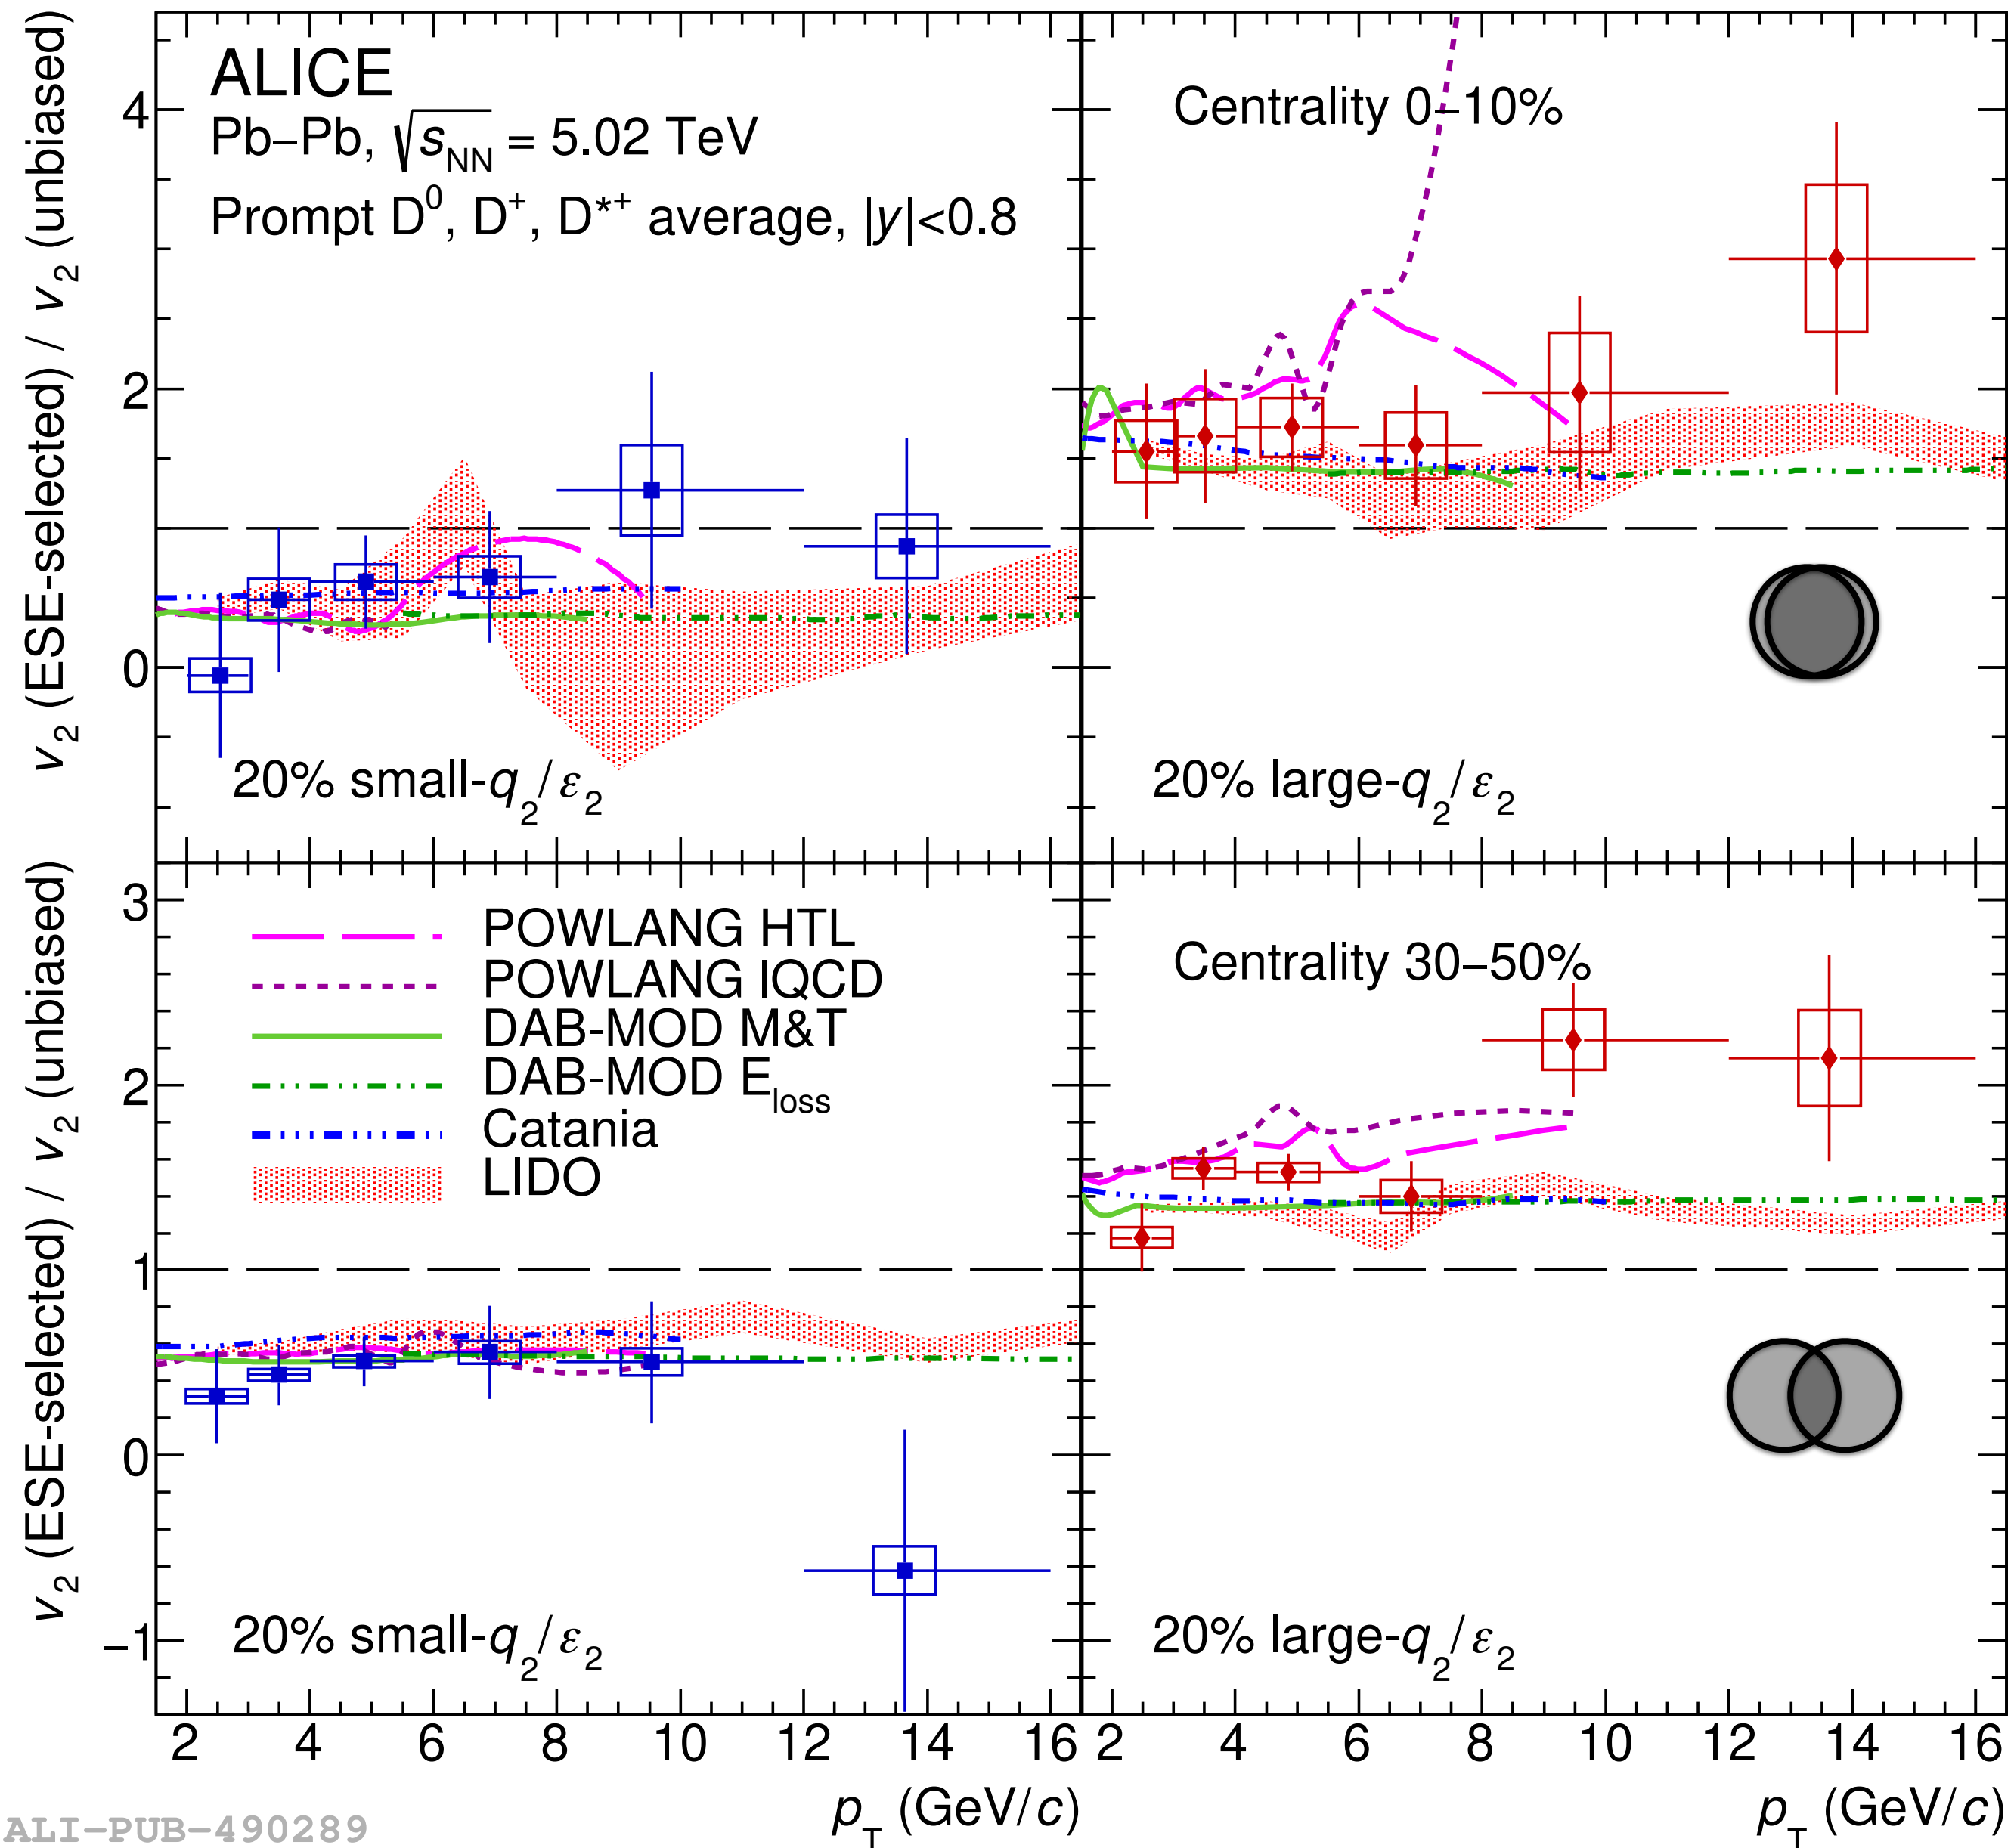 ALICE
Pb–Pb, √sNN = 5.02 TeV
Prompt D0, D+, D*+ average, |y|<0.8
Centrality 0–10%
v2 (ESE-selected) / v2 (unbiased)
4
2
0
20% small-q2/ε2
20% large-q2/ε2
v2 (ESE-selected) / v2 (unbiased)
3
2
1
0
−1
POWLANG HTL
POWLANG lQCD
DAB-MOD M&T
DAB-MOD Eloss
Catania
LIDO
Centrality 30–50%
20% small-q2/ε2
20% large-q2/ε2
2 4 6 8 10 12 14 16
2 4 6 8 10 12 14 16
pT (GeV/c)
pT (GeV/c)
ALI-PUB-490289